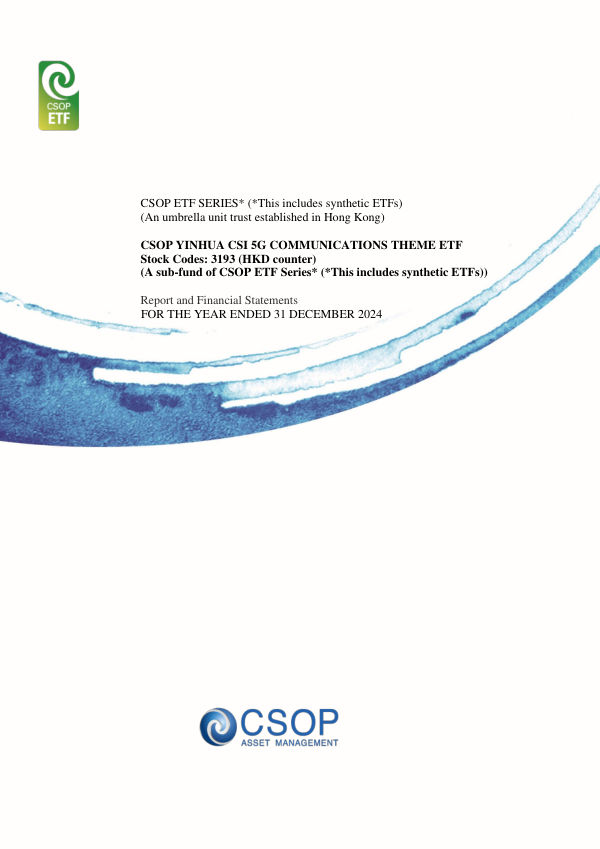 CSOP
ETF
CSOP ETF SERIES* (*This includes synthetic ETFs)
(An umbrella unit trust established in Hong Kong)
CSOP YINHUA CSI 5G COMMUNICATIONS THEME ETF
Stock Codes: 3193 (HKD counter)
(A sub-fund of CSOP ETF Series* (*This includes synthetic ETFs))
Report and Financial Statements
FOR THE YEAR ENDED 31 DECEMBER 2024
CSOP
ASSET MANAGEMENT